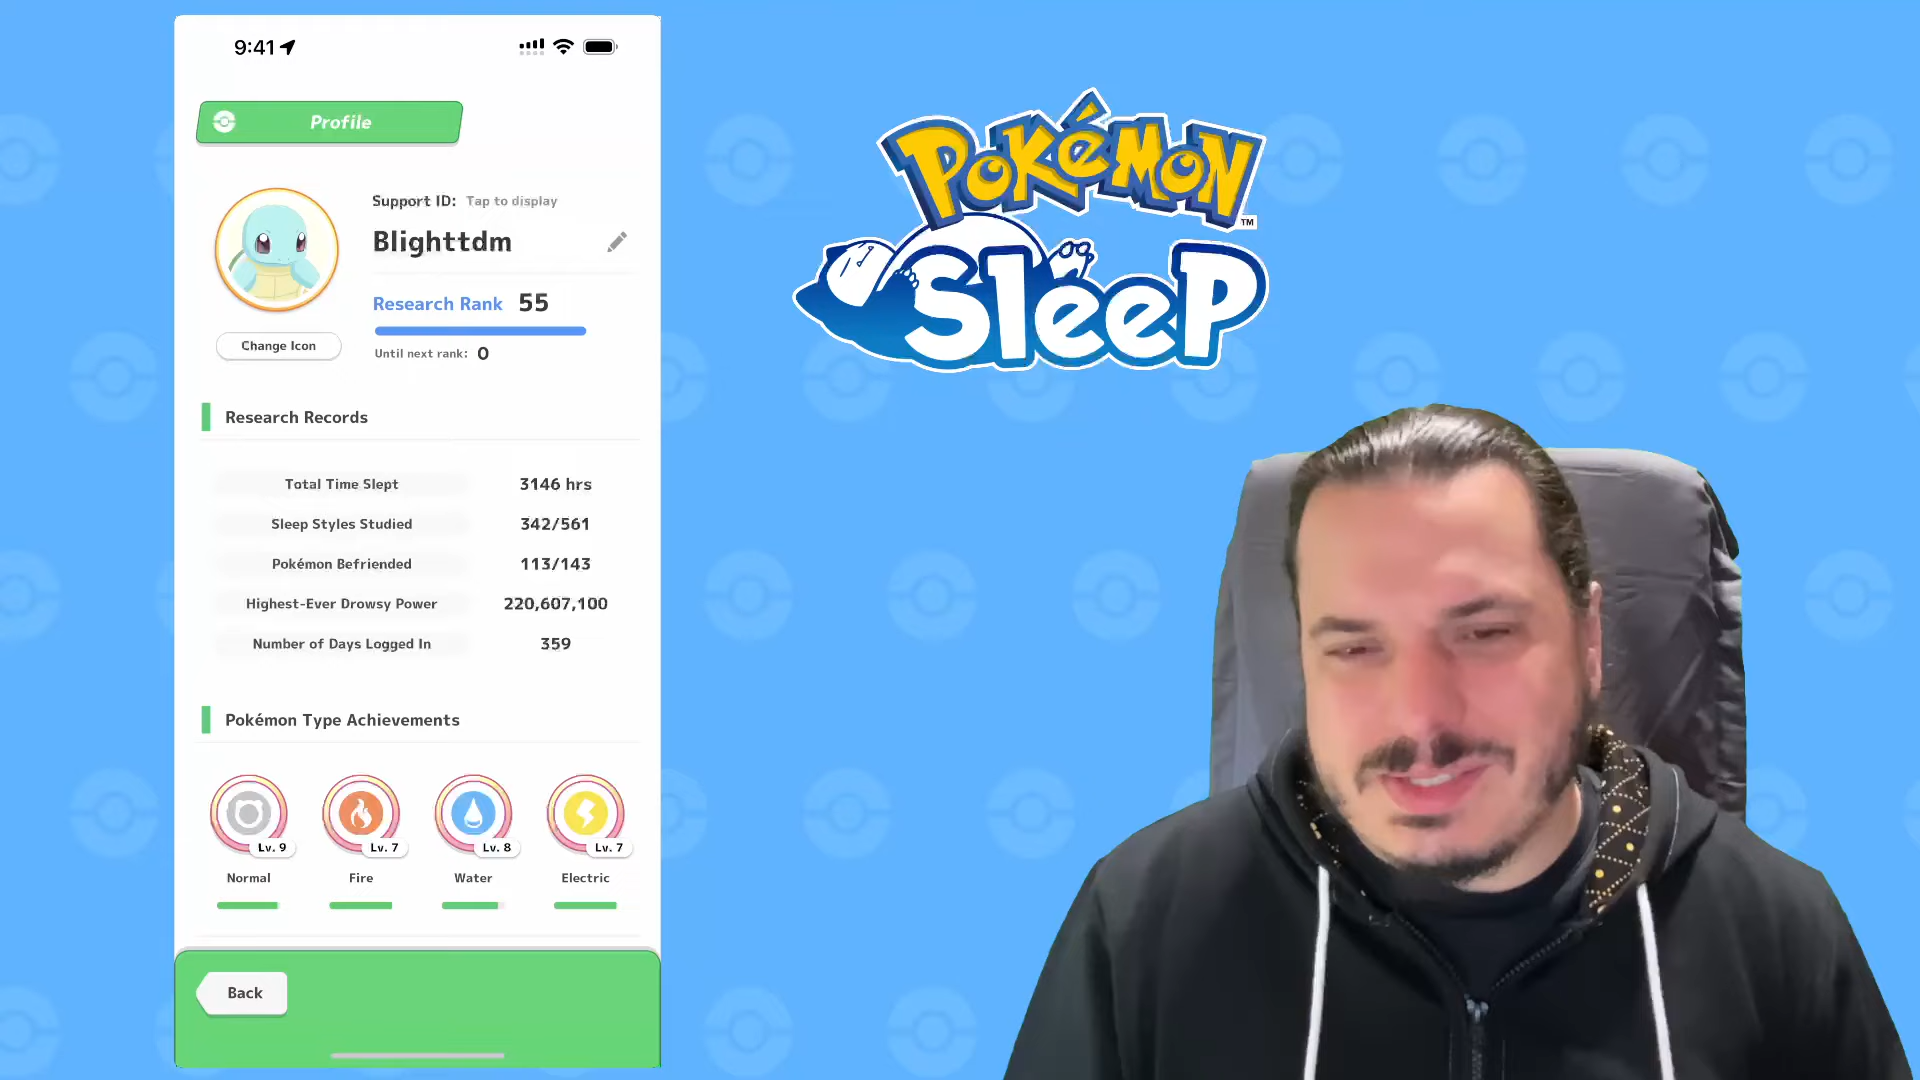 9:41
Profile
Support ID: Tap to display
Blighttdm
Research Rank 55
Until next rank: 0
Change Icon
Research Records
Total Time Slept 3146 hrs
Sleep Styles Studied 342/561
Pokémon Befriended 113/143
Highest-Ever Drowsy Power 220,607,100
Number of Days Logged In 359
Pokémon Type Achievements
Lv. 9 Lv. 7 Lv. 8 Lv. 7
Normal Fire Water Electric
Back
POKéMON TM
SLeeP